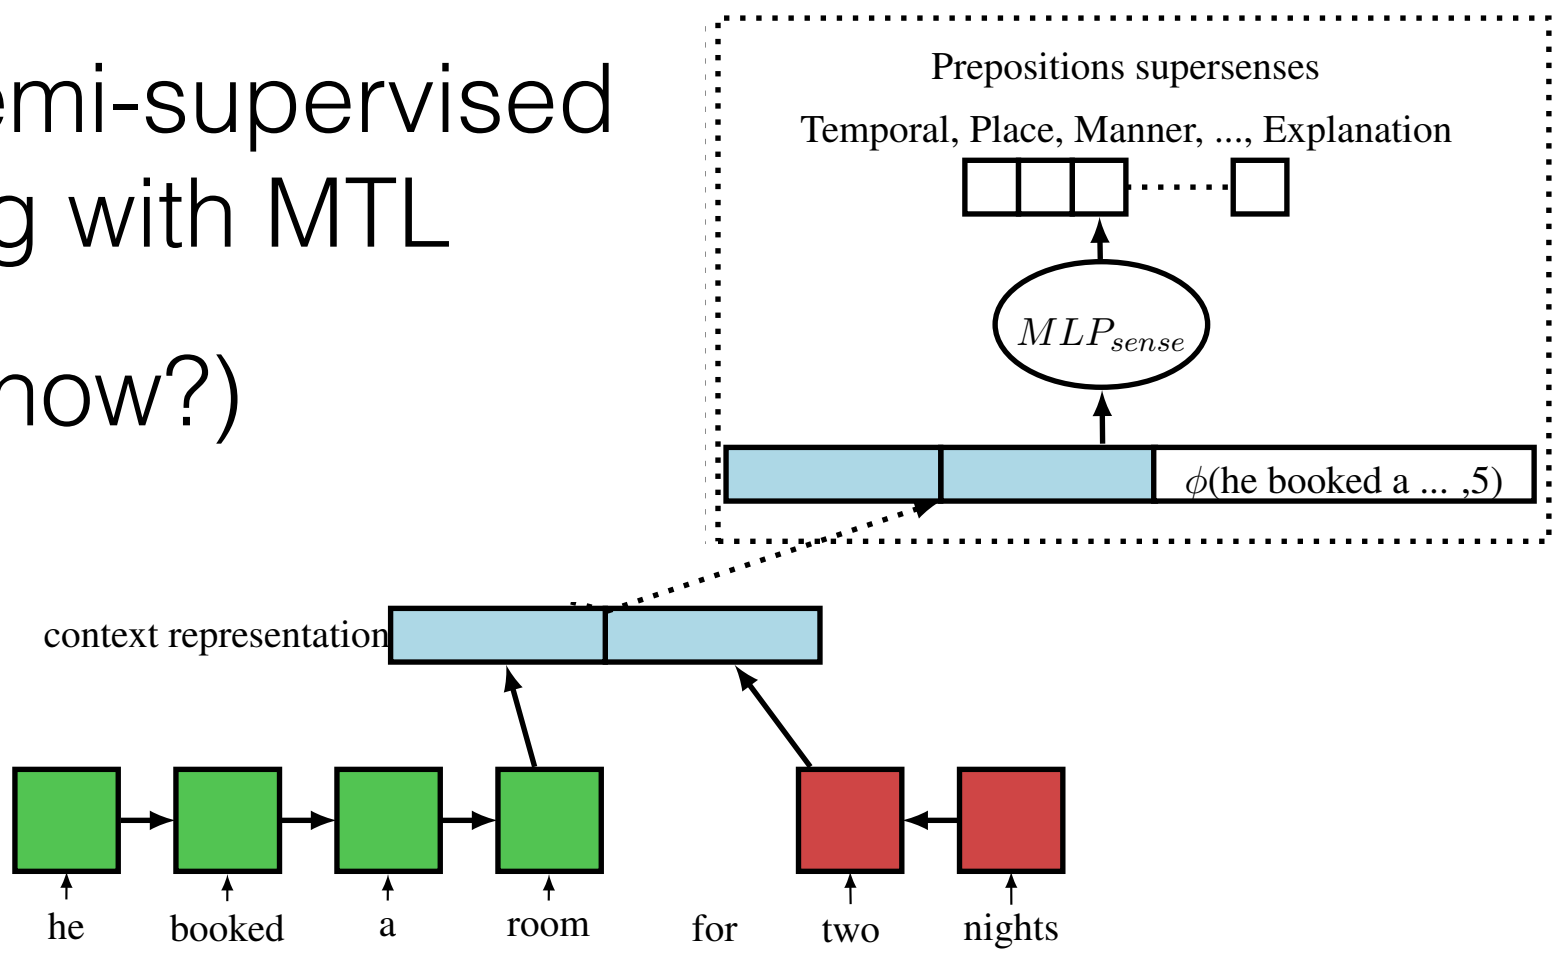 emi-supervised
g with MTL
now?)
Prepositions supersenses
Temporal, Place, Manner, ..., Explanation
MLP_sense
ϕ(he booked a ... ,5)
context representation
he booked a room for two nights